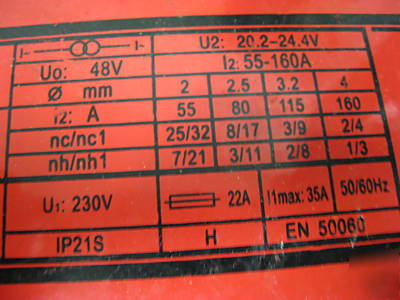 U2: 20.2-24.4V
Uo: 48V I2: 55-160A
Ø mm 2 2.5 3.2 4
I2: A 55 80 115 160
nc/nc1 25/32 8/17 3/9 2/4
nh/nh1 7/21 3/11 2/8 1/3
U1: 230V 22A I1max: 35A 50/60Hz
IP21S H EN 50060